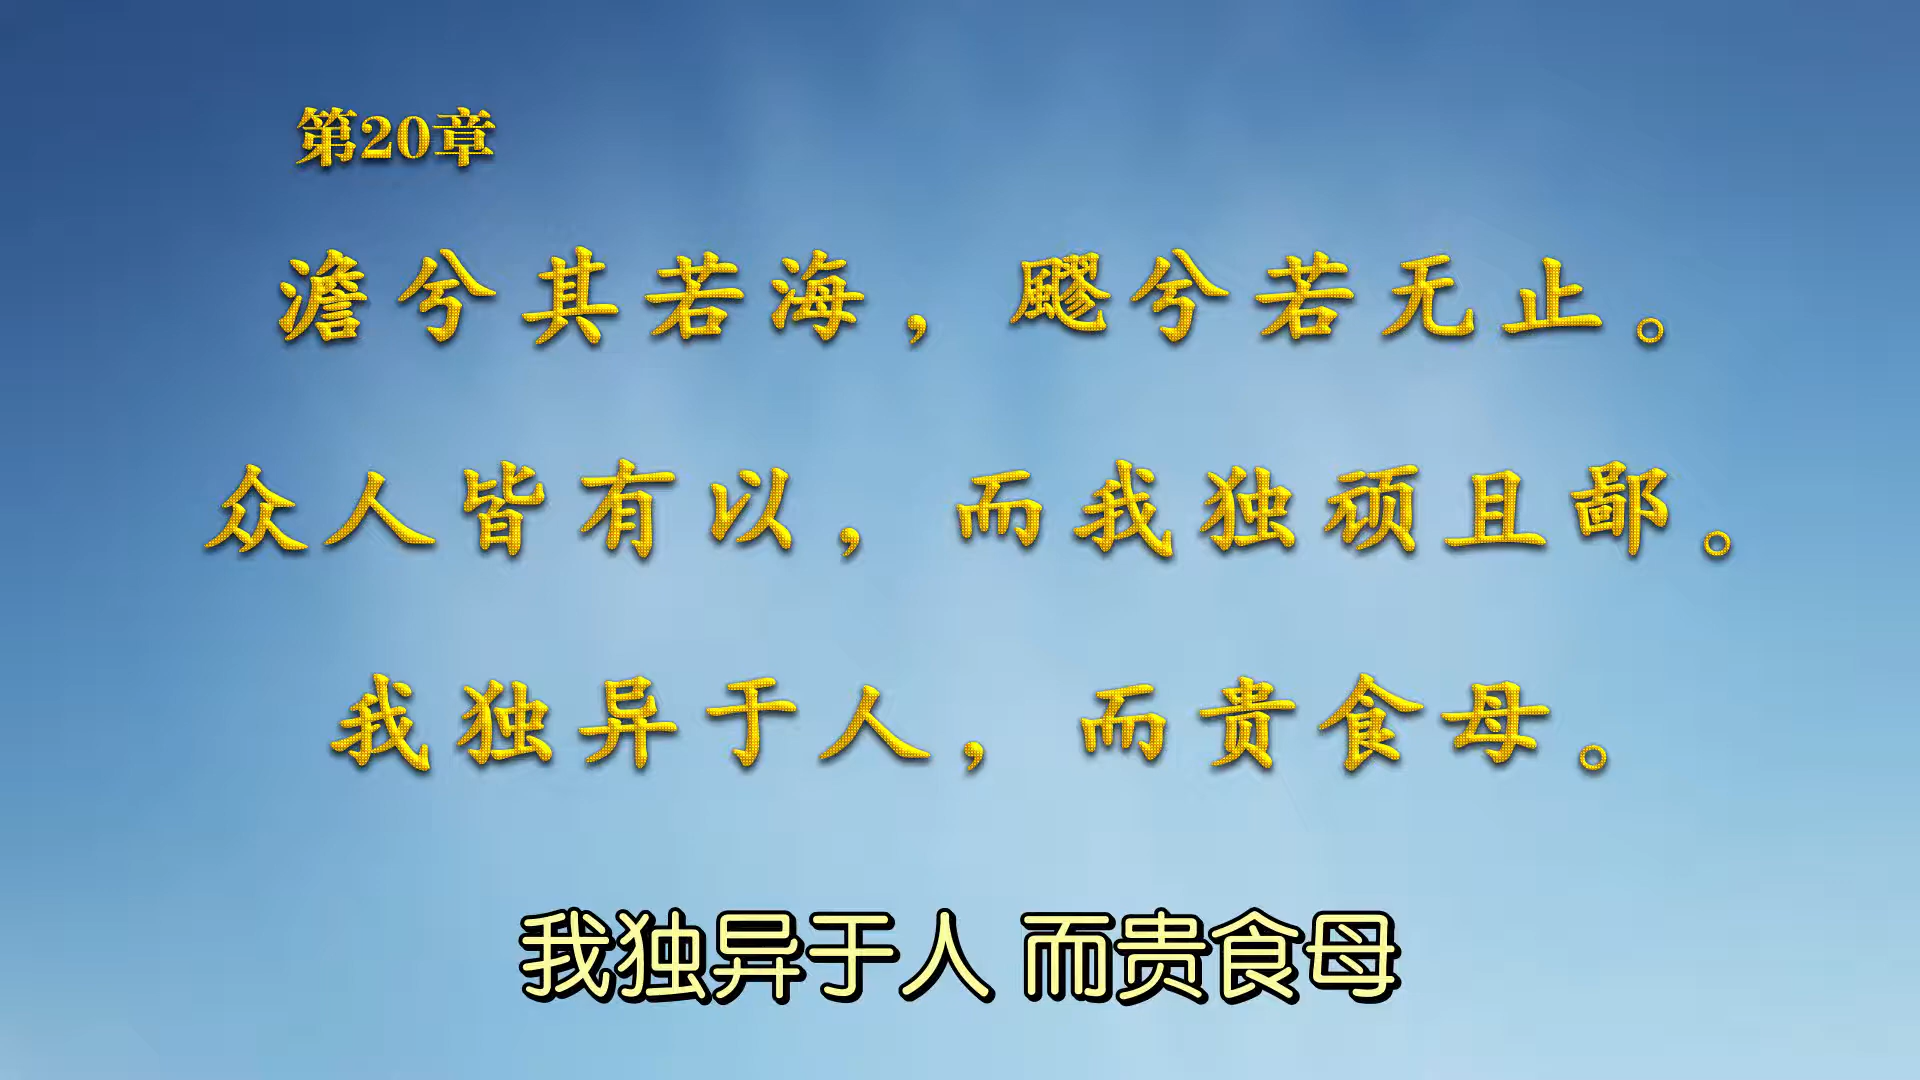 第20章
澹兮其若海，飂兮若无止。
众人皆有以，而我独顽且鄙。
我独异于人，而贵食母。
我独异于人 而贵食母